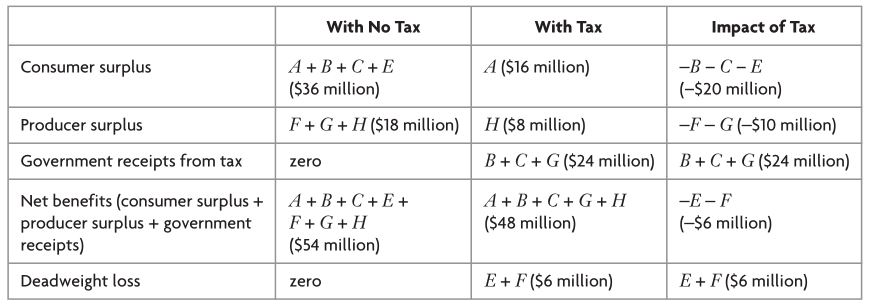 With No Tax With Tax Impact of Tax
Consumer surplus A + B + C + E A ($16 million) –B – C – E
($36 million) (–$20 million)
Producer surplus F + G + H ($18 million) H ($8 million) –F – G (–$10 million)
Government receipts from tax zero B + C + G ($24 million) B + C + G ($24 million)
Net benefits (consumer surplus + A + B + C + E + A + B + C + G + H –E – F
producer surplus + government F + G + H ($48 million) (–$6 million)
receipts) ($54 million)
Deadweight loss zero E + F ($6 million) E + F ($6 million)